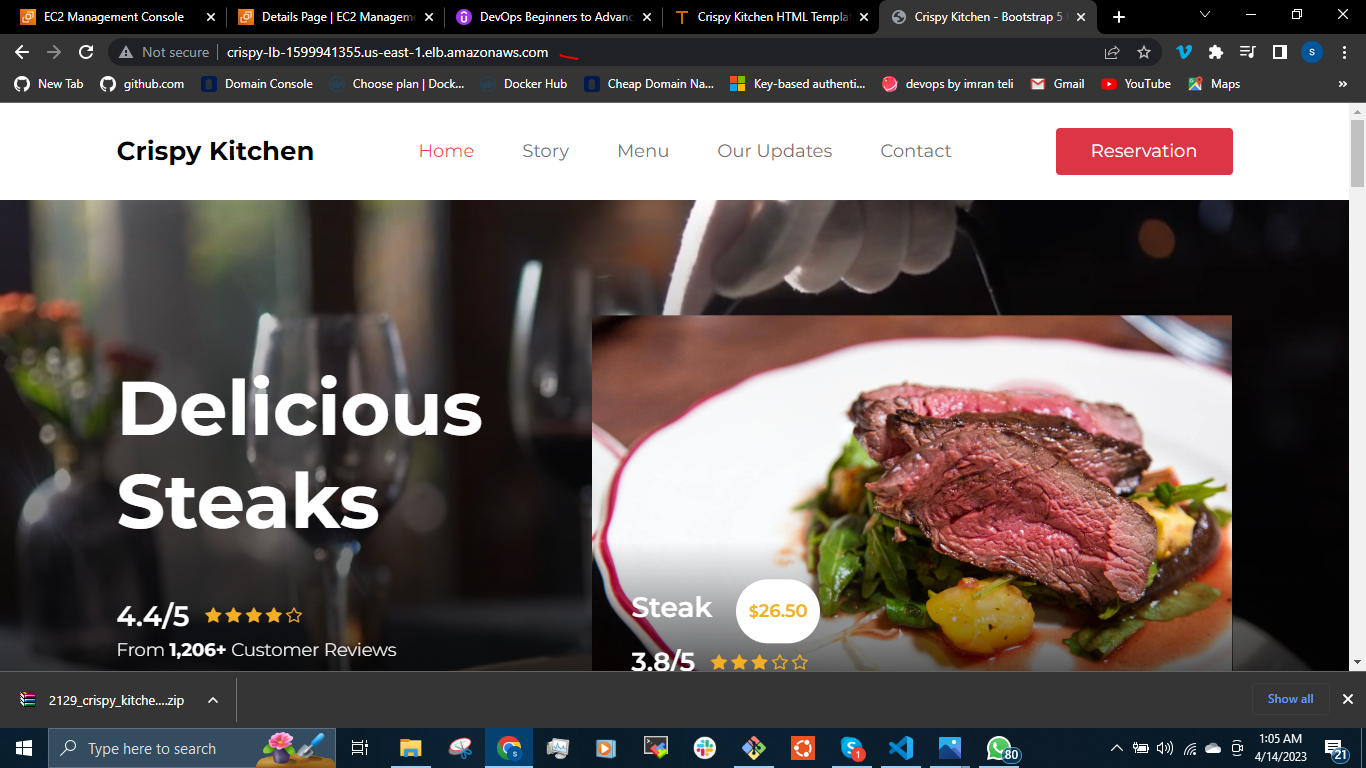 EC2 Management Console
Details Page | EC2 Managem
DevOps Beginners to Advanc
Crispy Kitchen HTML Templat
Crispy Kitchen - Bootstrap 5
Not secure
crispy-lb-1599941355.us-east-1.elb.amazonaws.com
s
New Tab
github.com
Domain Console
Choose plan | Dock...
Docker Hub
Cheap Domain Na...
Key-based authenti...
devops by imran teli
Gmail
YouTube
Maps
»
Crispy Kitchen
Home
Story
Menu
Our Updates
Contact
Reservation
Delicious
Steaks
4.4/5
From 1,206+ Customer Reviews
Steak
$26.50
3.8/5
2129_crispy_kitche....zip
Show all
Type here to search
S
1
80
1:05 AM
4/14/2023
21